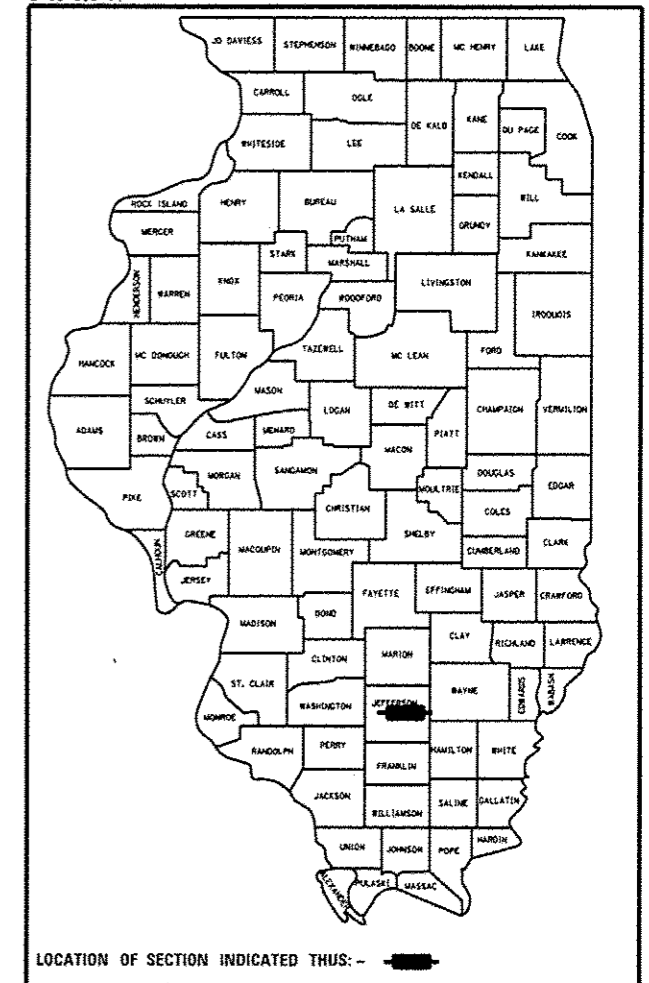 JO DAVIESS STEPHENSON WINNEBAGO BOONE MC HENRY LAKE
CARROLL OGLE DE KALB KANE DU PAGE COOK
WHITESIDE LEE
KENDALL WILL
ROCK ISLAND HENRY BUREAU LA SALLE GRUNDY
MERCER PUTNAM
STARK MARSHALL KANKAKEE
HENDERSON WARREN KNOX PEORIA WOODFORD LIVINGSTON IROQUOIS
HANCOCK MC DONOUGH FULTON TAZEWELL MC LEAN FORD
SCHUYLER MASON LOGAN DE WITT CHAMPAIGN VERMILION
ADAMS BROWN CASS MENARD MACON PIATT
PIKE SCOTT MORGAN SANGAMON MOULTRIE DOUGLAS EDGAR
CHRISTIAN COLES
CALHOUN GREENE MACOUPIN MONTGOMERY SHELBY CUMBERLAND CLARK
JERSEY FAYETTE EFFINGHAM JASPER CRAWFORD
MADISON BOND
CLINTON MARION CLAY RICHLAND LAWRENCE
ST. CLAIR WAYNE EDWARDS WABASH
MONROE WASHINGTON JEFFERSON
RANDOLPH PERRY FRANKLIN HAMILTON WHITE
JACKSON WILLIAMSON SALINE GALLATIN
UNION JOHNSON POPE HARDIN
ALEXANDER PULASKI MASSAC
LOCATION OF SECTION INDICATED THUS: -